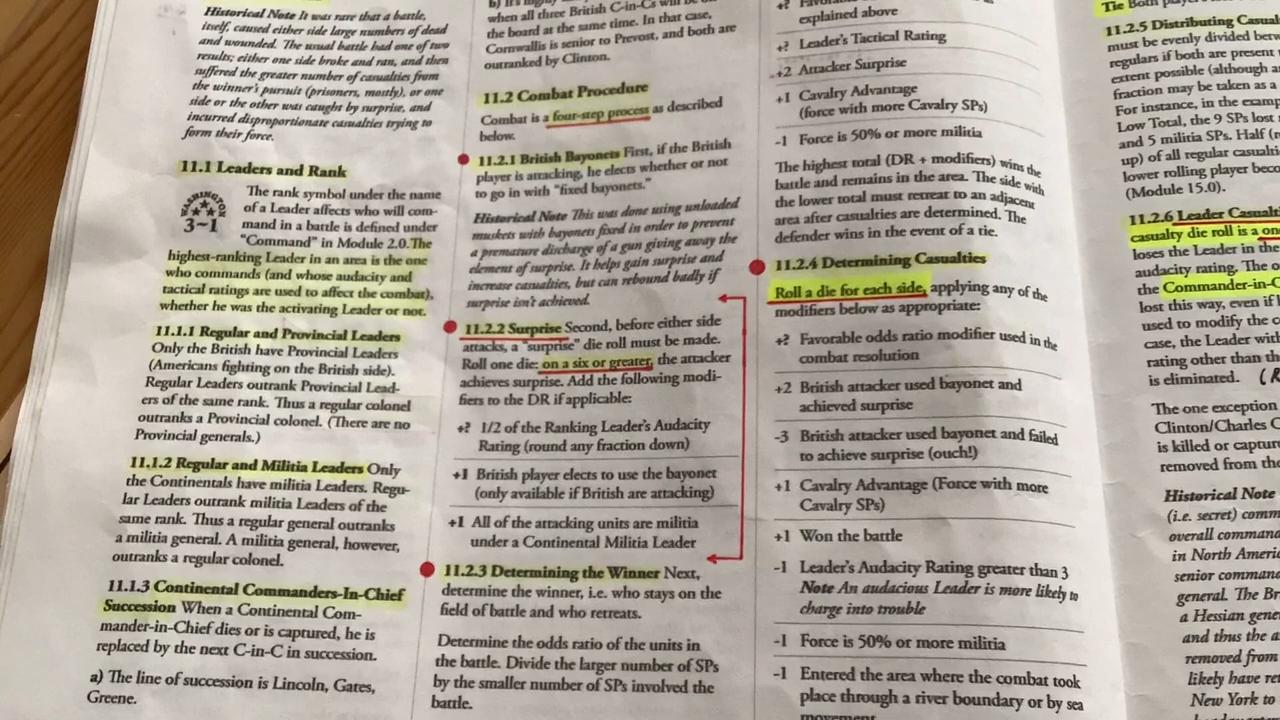 Historical Note It was rare that a battle,
itself, caused either side large numbers of dead
and wounded. The usual battle had one of two
results; either one side broke and ran, and then
suffered the greater number of casualties from
the winner's pursuit (prisoners, mostly), or one
side or the other was caught by surprise, and
incurred disproportionate casualties trying to
form their force.
11.1 Leaders and Rank
WASHINGTON
3~1
The rank symbol under the name
of a Leader affects who will com-
mand in a battle is defined under
"Command" in Module 2.0. The
highest-ranking Leader in an area is the one
who commands (and whose audacity and
tactical ratings are used to affect the combat),
whether he was the activating Leader or not.
11.1.1 Regular and Provincial Leaders
Only the British have Provincial Leaders
(Americans fighting on the British side).
Regular Leaders outrank Provincial Lead-
ers of the same rank. Thus a regular colonel
outranks a Provincial colonel. (There are no
Provincial generals.)
11.1.2 Regular and Militia Leaders Only
the Continentals have militia Leaders. Regu-
lar Leaders outrank militia Leaders of the
same rank. Thus a regular general outranks
a militia general. A militia general, however,
outranks a regular colonel.
11.1.3 Continental Commanders-In-Chief
Succession When a Continental Com-
mander-in-Chief dies or is captured, he is
replaced by the next C-in-C in succession.
a) The line of succession is Lincoln, Gates,
Greene.
when all three British C-in-Cs will be on
the board at the same time. In that case,
Cornwallis is senior to Prevost, and both are
outranked by Clinton.
11.2 Combat Procedure
Combat is a four-step process as described
below.
11.2.1 British Bayonets First, if the British
player is attacking, he elects whether or not
to go in with "fixed bayonets."
Historical Note This was done using unloaded
muskets with bayonets fixed in order to prevent
a premature discharge of a gun giving away the
element of surprise. It helps gain surprise and
increase casualties, but can rebound badly if
surprise isn't achieved.
11.2.2 Surprise Second, before either side
attacks, a "surprise" die roll must be made.
Roll one die: on a six or greater, the attacker
achieves surprise. Add the following modi-
fiers to the DR if applicable:
+? 1/2 of the Ranking Leader's Audacity
Rating (round any fraction down)
+1 British player elects to use the bayonet
(only available if British are attacking)
+1 All of the attacking units are militia
under a Continental Militia Leader
11.2.3 Determining the Winner Next,
determine the winner, i.e. who stays on the
field of battle and who retreats.
Determine the odds ratio of the units in
the battle. Divide the larger number of SPs
by the smaller number of SPs involved the
battle.
explained above
+? Leader's Tactical Rating
+2 Attacker Surprise
+1 Cavalry Advantage
(force with more Cavalry SPs)
-1 Force is 50% or more militia
The highest total (DR + modifiers) wins the
battle and remains in the area. The side with
the lower total must retreat to an adjacent
area after casualties are determined. The
defender wins in the event of a tie.
11.2.4 Determining Casualties
Roll a die for each side, applying any of the
modifiers below as appropriate:
+? Favorable odds ratio modifier used in the
combat resolution
+2 British attacker used bayonet and
achieved surprise
-3 British attacker used bayonet and failed
to achieve surprise (ouch!)
+1 Cavalry Advantage (Force with more
Cavalry SPs)
+1 Won the battle
-1 Leader's Audacity Rating greater than 3
Note An audacious Leader is more likely to
charge into trouble
-1 Force is 50% or more militia
-1 Entered the area where the combat took
place through a river boundary or by sea
movement
11.2.5 Distributing
must be evenly divided
regulars if both are present
extent possible (although
fraction may be taken as a
For instance, in the
Low Total, the 9 SPs lost
and 5 militia SPs. Half
up) of all regular
lower rolling player
(Module 15.0).
11.2.6 Leader
casualty die roll is a
loses the Leader in the
audacity rating. The
the
lost this way, even if
used to modify the
case, the Leader with
rating other than
is eliminated.
The one exception
Clinton/Charles
is killed or
removed from
Historical Note
(i.e. secret)
overall
in North
senior
general. The
a Hessian
and thus the
removed from
likely have
New York to